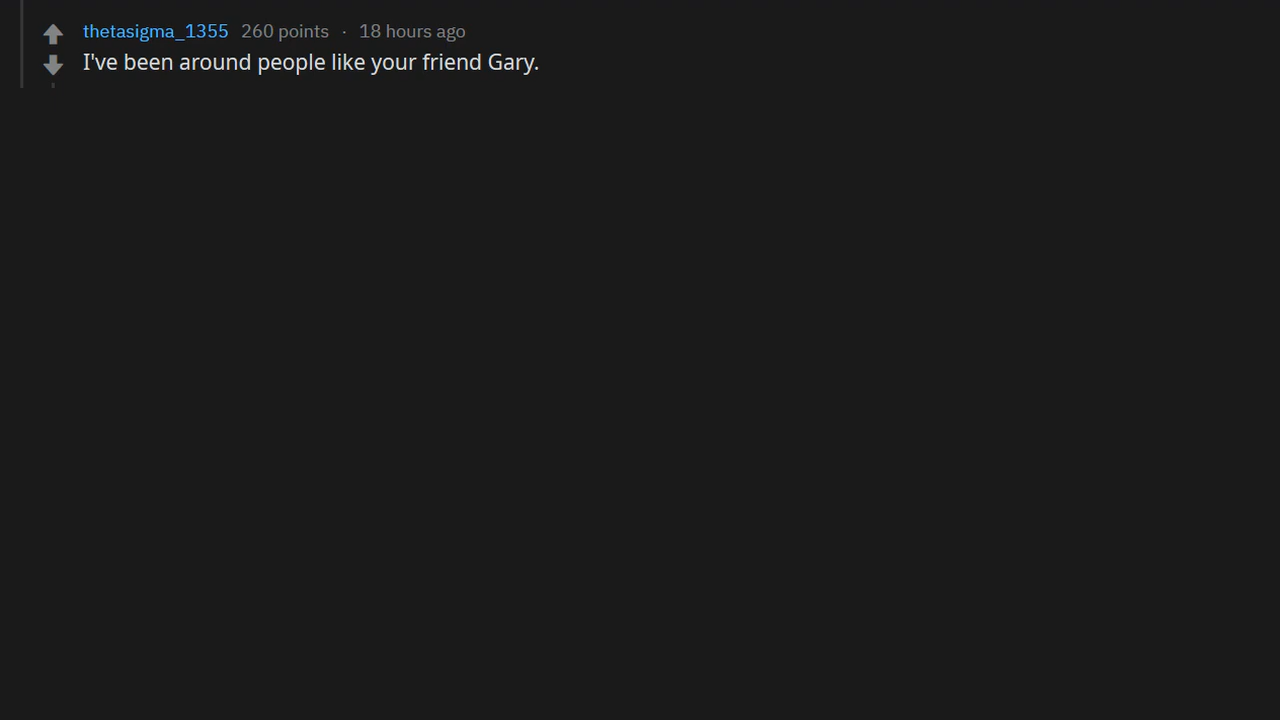 thetasigma_1355 260 points · 18 hours ago
I've been around people like your friend Gary.